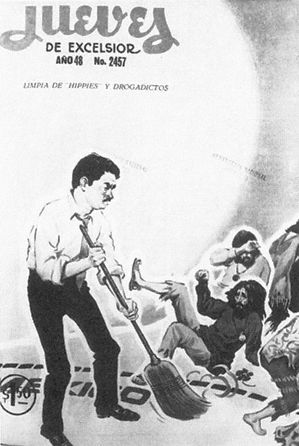 jueves
DE EXCELSIOR
AÑO 48 No. 2457
LIMPIA DE "HIPPIES" Y DROGADICTOS
$1.50